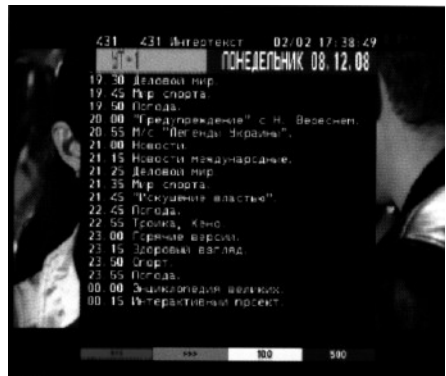 431 431 Интертекст 02/02 17:38:49
УТ-1 ПОНЕДЕЛЬНИК 08.12.08
19.30 Деловой мир.
19.45 Мир спорта.
19.50 Погода.
20.00 "Предупреждение" с Н. Вереснем.
20.55 М/с "Легенды Украины".
21.00 Новости.
21.15 Новости международные.
21.25 Деловой мир
21.35 Мир спорта.
21.45 "Искушение властью".
22.45 Погода.
22.55 Тройка, Кено.
23.00 Горячие версии.
23.15 Здоровый взгляд.
23.50 Спорт.
23.55 Погода.
00.00 Энциклопедия великих.
00.15 Интерактивный проект.
>>> 100 500